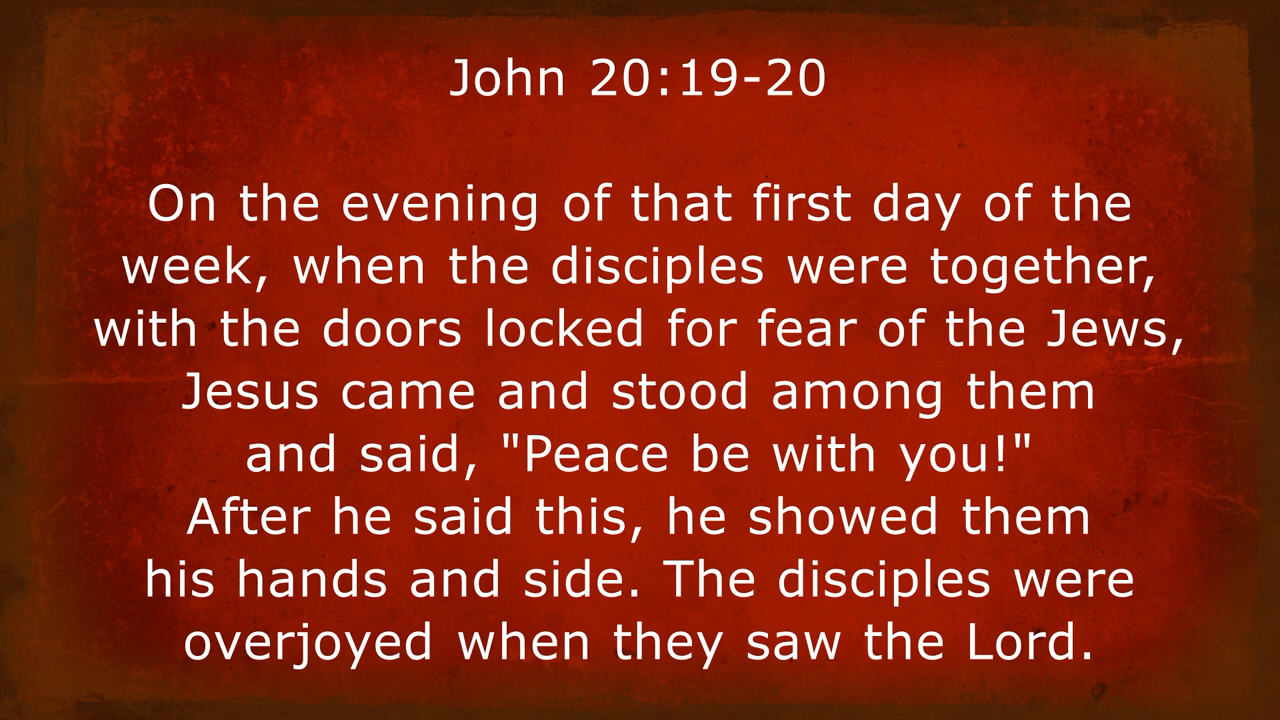 John 20:19-20
On the evening of that first day of the
week, when the disciples were together,
with the doors locked for fear of the Jews,
Jesus came and stood among them
and said, "Peace be with you!"
After he said this, he showed them
his hands and side. The disciples were
overjoyed when they saw the Lord.